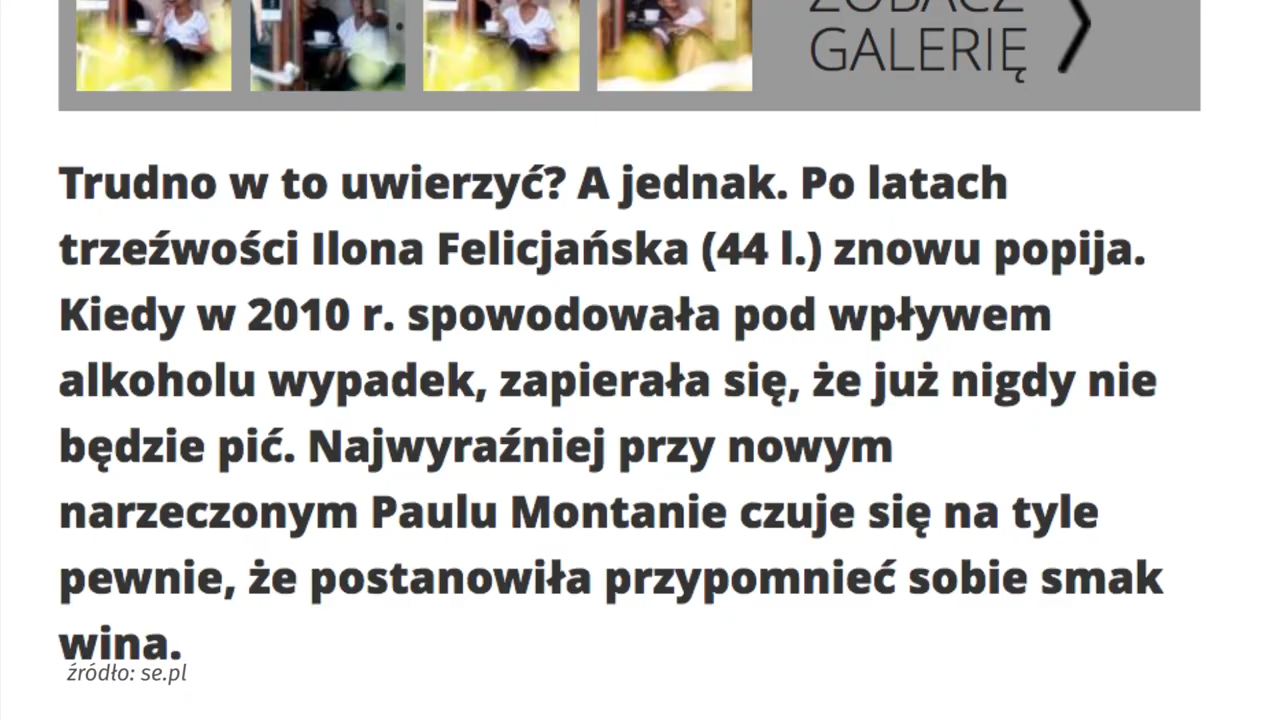 ZOBACZ
GALERIĘ
Trudno w to uwierzyć? A jednak. Po latach
trzeźwości Ilona Felicjańska (44 l.) znowu popija.
Kiedy w 2010 r. spowodowała pod wpływem
alkoholu wypadek, zapierała się, że już nigdy nie
będzie pić. Najwyraźniej przy nowym
narzeczonym Paulu Montanie czuje się na tyle
pewnie, że postanowiła przypomnieć sobie smak
wina.
źródło: se.pl